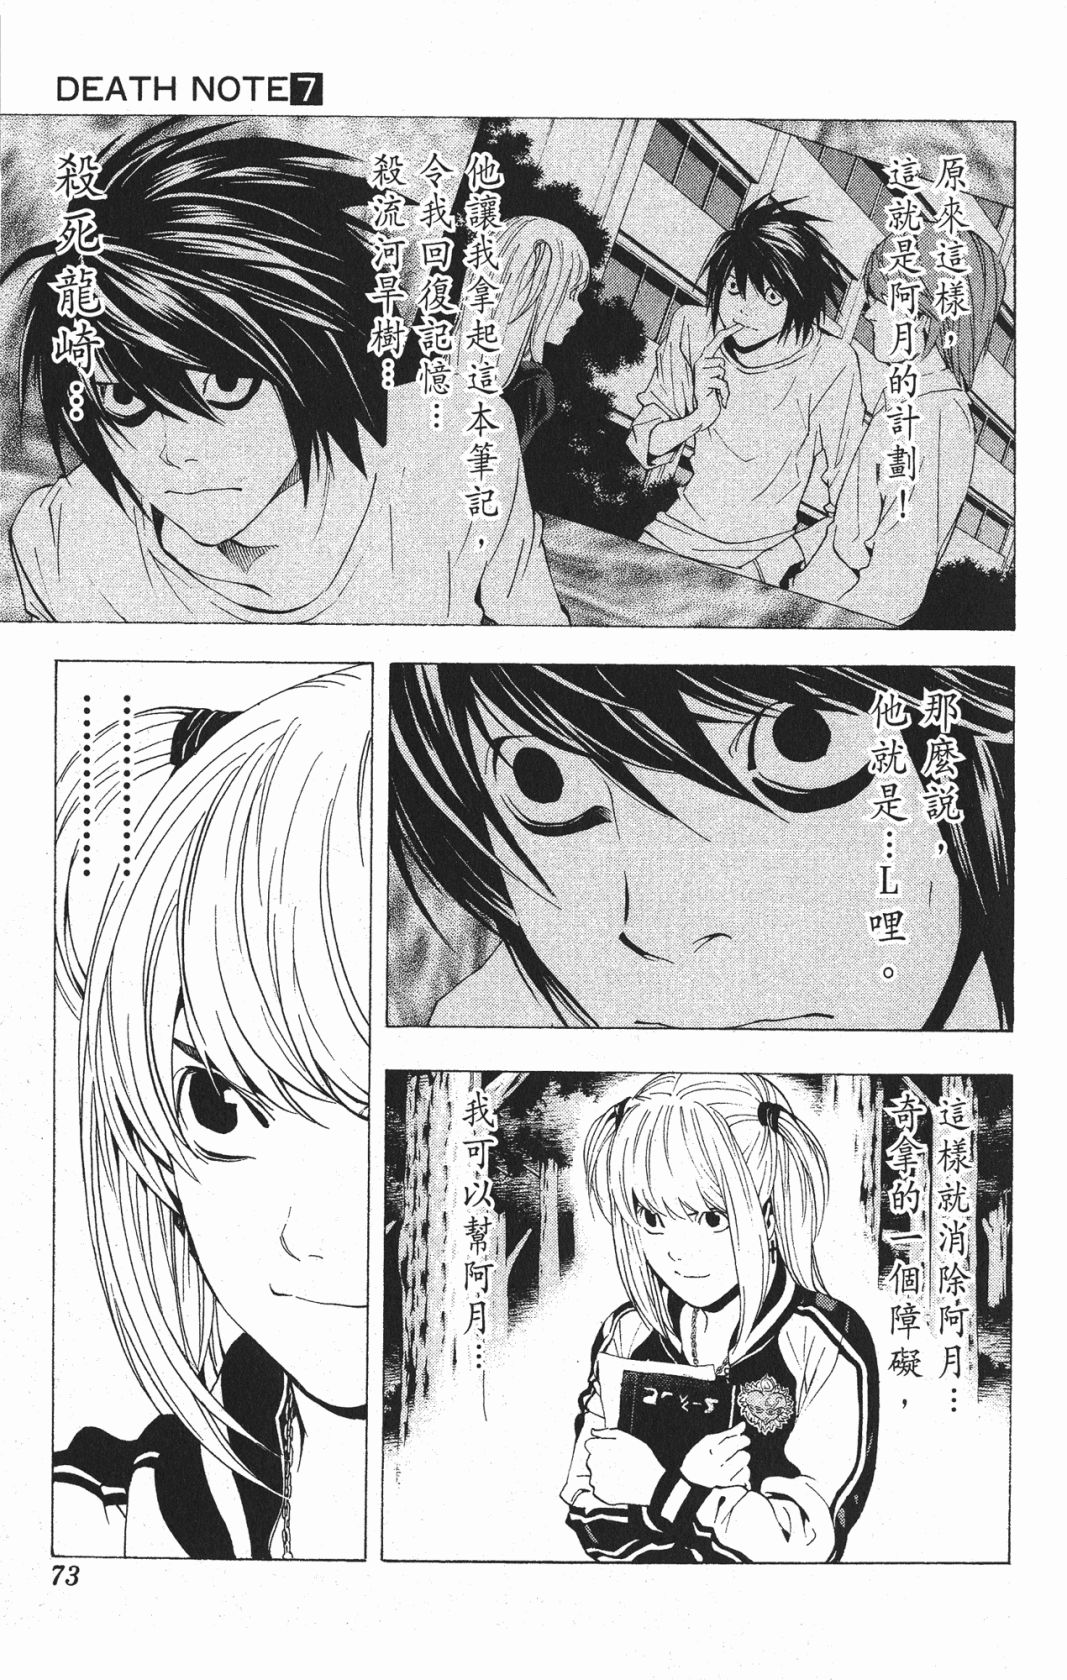 DEATH NOTE 7
原來這樣，
這就是阿月的計劃！
他讓我拿起這本筆記，
令我回復記憶…
殺流河旱樹…
殺死龍崎…
那麼說，
他就是…L哩。
這樣就消除阿月…
奇拿的一個障礙，
我可以幫阿月…
…………
…………
73